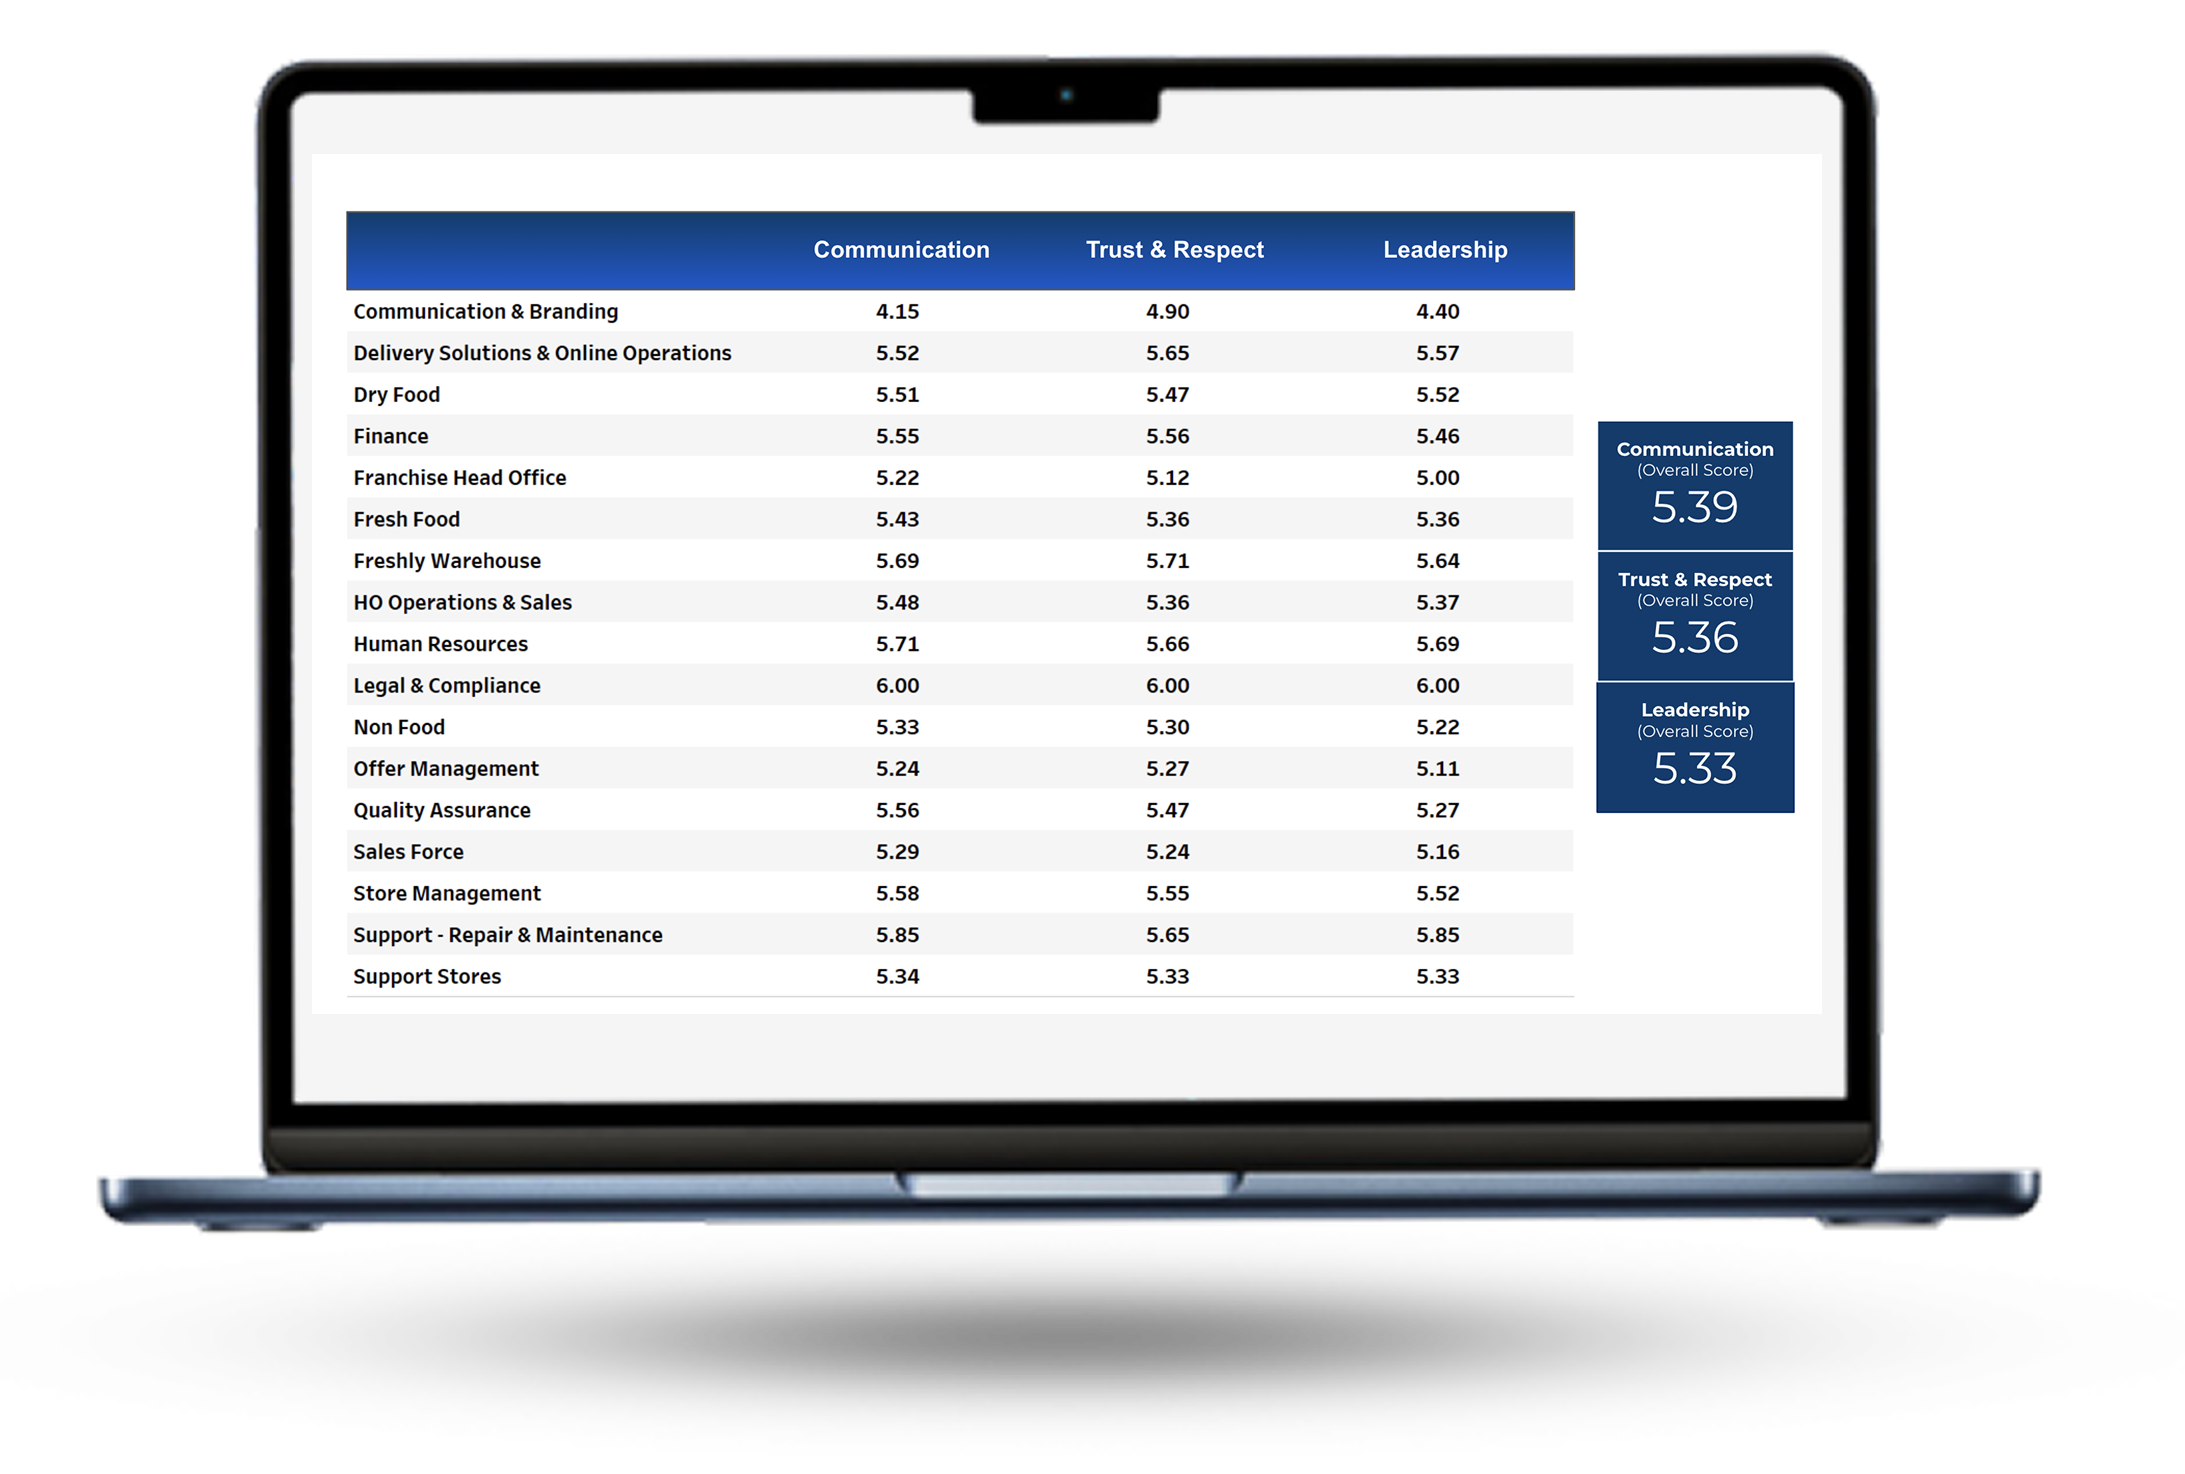 Communication Trust & Respect Leadership
Communication & Branding 4.15 4.90 4.40
Delivery Solutions & Online Operations 5.52 5.65 5.57
Dry Food 5.51 5.47 5.52
Finance 5.55 5.56 5.46
Franchise Head Office 5.22 5.12 5.00
Fresh Food 5.43 5.36 5.36
Freshly Warehouse 5.69 5.71 5.64
HO Operations & Sales 5.48 5.36 5.37
Human Resources 5.71 5.66 5.69
Legal & Compliance 6.00 6.00 6.00
Non Food 5.33 5.30 5.22
Offer Management 5.24 5.27 5.11
Quality Assurance 5.56 5.47 5.27
Sales Force 5.29 5.24 5.16
Store Management 5.58 5.55 5.52
Support - Repair & Maintenance 5.85 5.65 5.85
Support Stores 5.34 5.33 5.33
Communication
(Overall Score)
5.39
Trust & Respect
(Overall Score)
5.36
Leadership
(Overall Score)
5.33